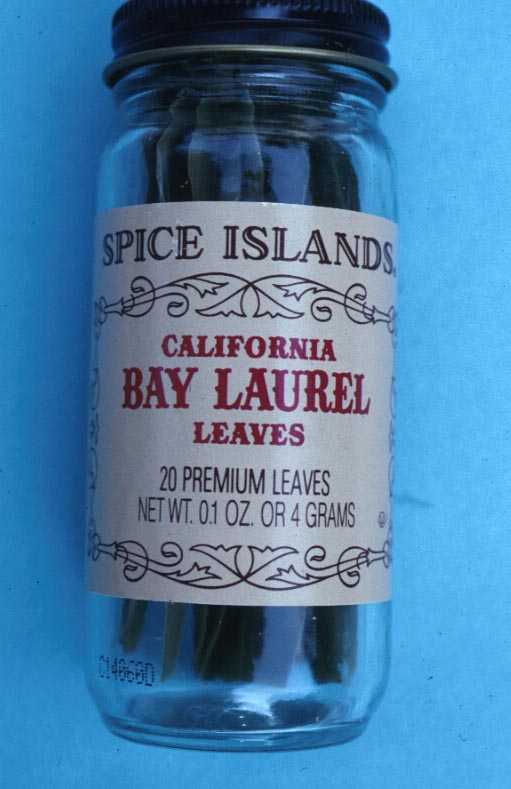 SPICE ISLANDS.
CALIFORNIA
BAY LAUREL
LEAVES
20 PREMIUM LEAVES
NET WT. 0.1 OZ. OR 4 GRAMS